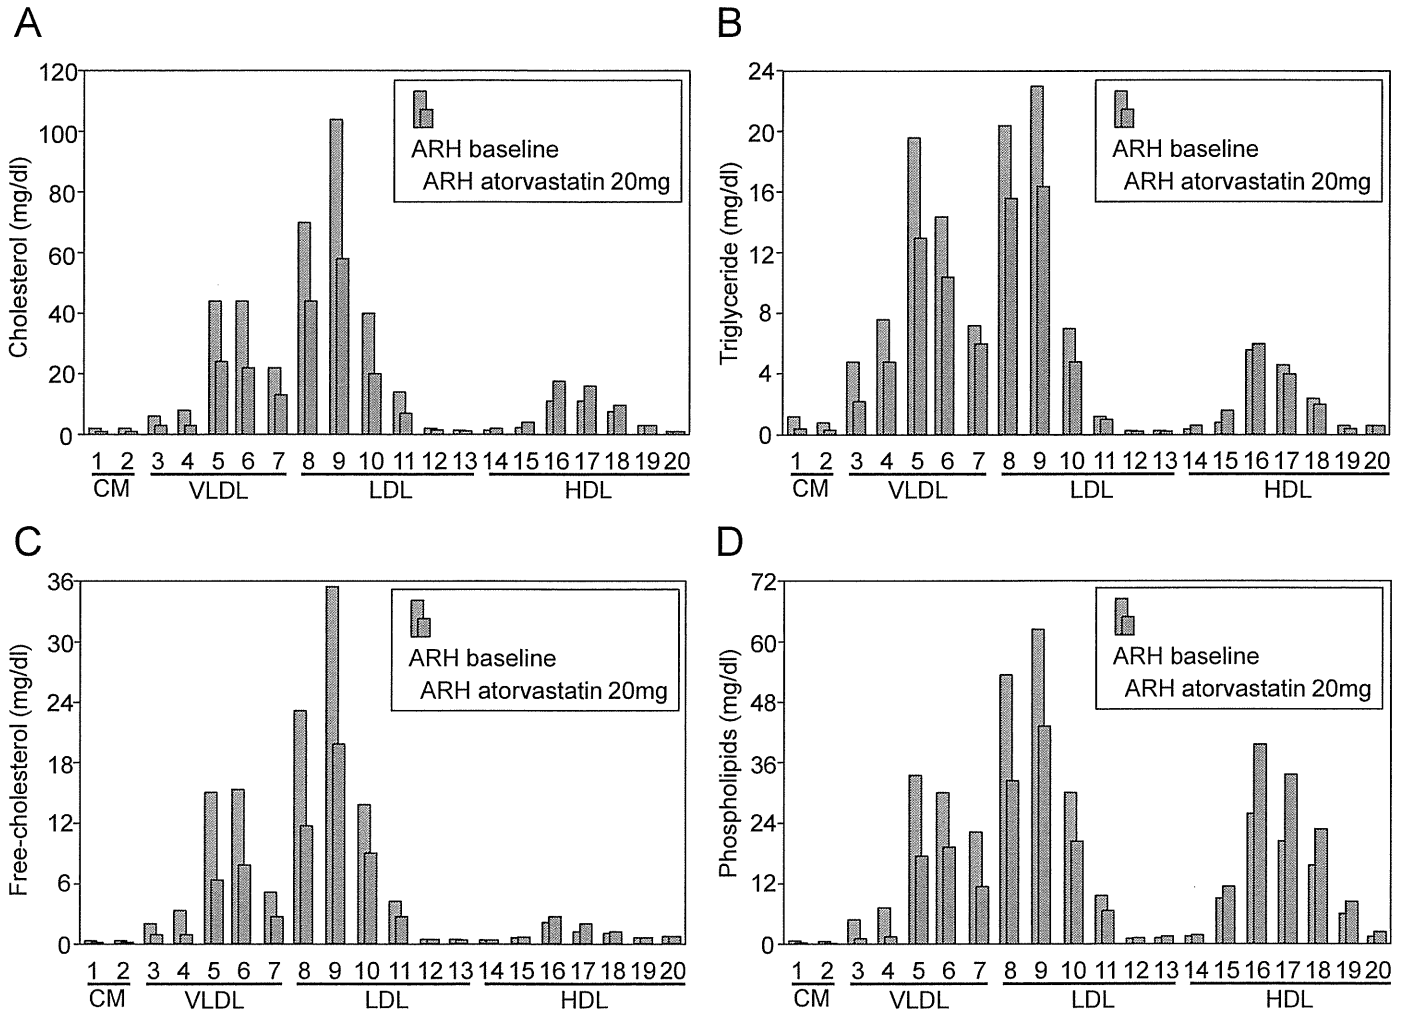 A
Cholesterol (mg/dl)
120
100
80
60
40
20
0
ARH baseline
ARH atorvastatin 20mg
1 2 3 4 5 6 7 8 9 10 11 12 13 14 15 16 17 18 19 20
CM VLDL LDL HDL
B
Triglyceride (mg/dl)
24
20
16
12
8
4
0
ARH baseline
ARH atorvastatin 20mg
1 2 3 4 5 6 7 8 9 10 11 12 13 14 15 16 17 18 19 20
CM VLDL LDL HDL
C
Free-cholesterol (mg/dl)
36
30
24
18
12
6
0
ARH baseline
ARH atorvastatin 20mg
1 2 3 4 5 6 7 8 9 10 11 12 13 14 15 16 17 18 19 20
CM VLDL LDL HDL
D
Phospholipids (mg/dl)
72
60
48
36
24
12
0
ARH baseline
ARH atorvastatin 20mg
1 2 3 4 5 6 7 8 9 10 11 12 13 14 15 16 17 18 19 20
CM VLDL LDL HDL